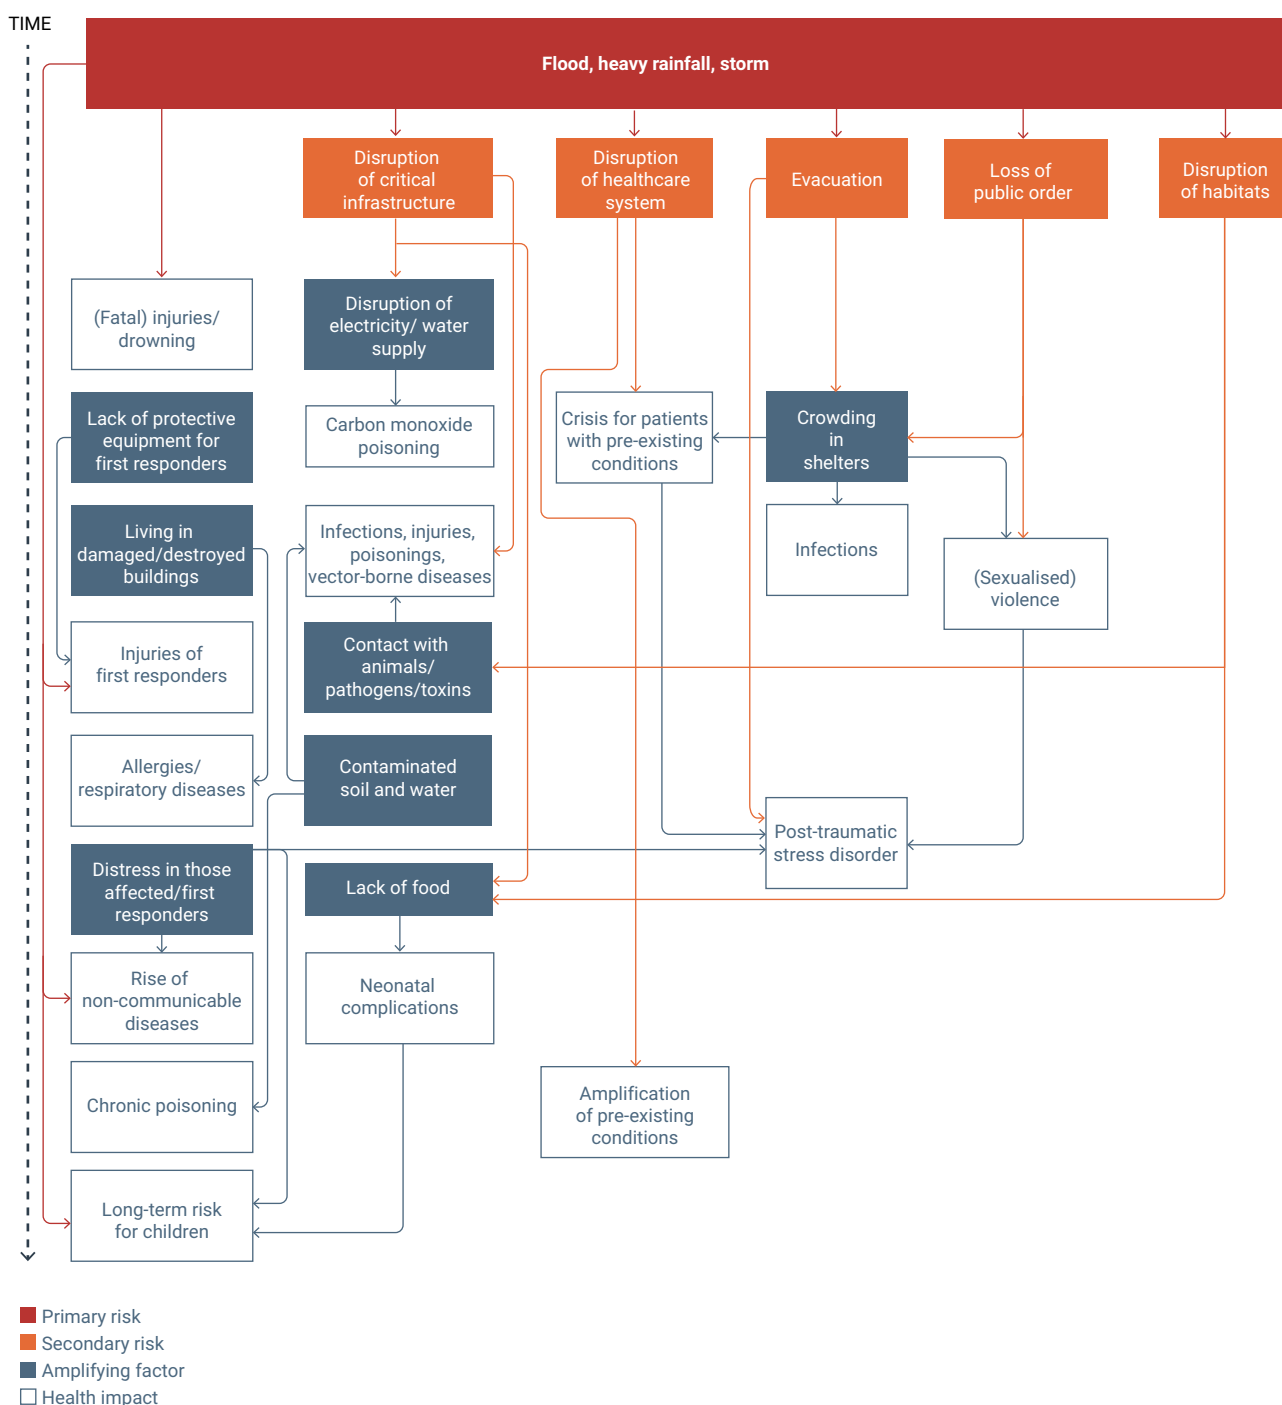 TIME
Flood, heavy rainfall, storm
Disruption
of critical
infrastructure
Disruption
of healthcare
system
Evacuation
Loss of
public order
Disruption
of habitats
(Fatal) injuries/
drowning
Disruption of
electricity/ water
supply
Lack of protective
equipment for
first responders
Carbon monoxide
poisoning
Crisis for patients
with pre-existing
conditions
Crowding
in
shelters
Living in
damaged/destroyed
buildings
Infections, injuries,
poisonings,
vector-borne diseases
Infections
(Sexualised)
violence
Injuries of
first responders
Contact with
animals/
pathogens/toxins
Allergies/
respiratory diseases
Contaminated
soil and water
Post-traumatic
stress disorder
Distress in those
affected/first
responders
Lack of food
Rise of
non-communicable
diseases
Neonatal
complications
Chronic poisoning
Amplification
of pre-existing
conditions
Long-term risk
for children
Primary risk
Secondary risk
Amplifying factor
Health impact